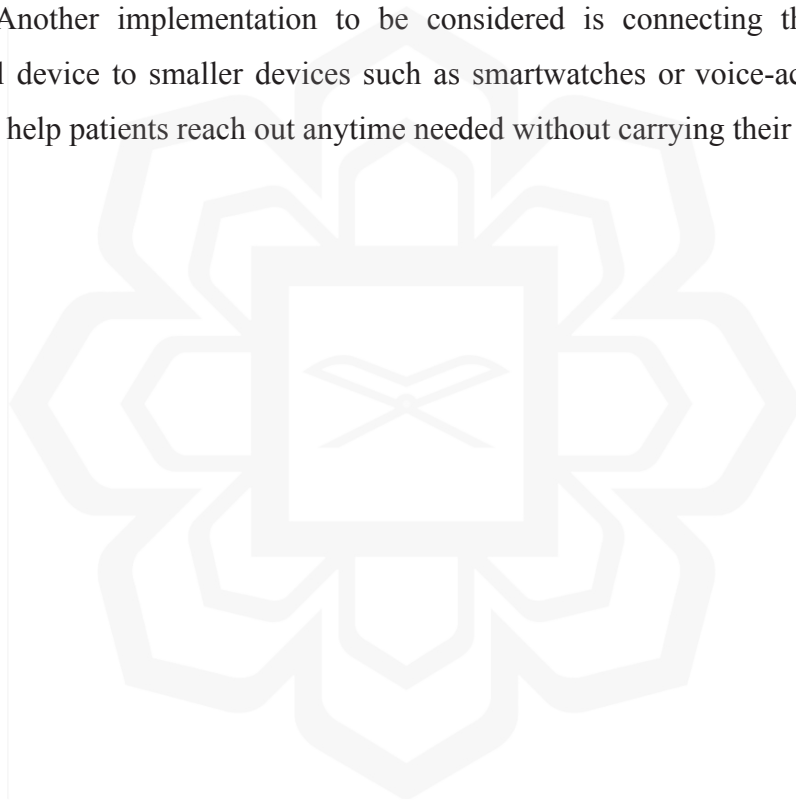 Another implementation to be considered is connecting th
l device to smaller devices such as smartwatches or voice-ac
help patients reach out anytime needed without carrying their